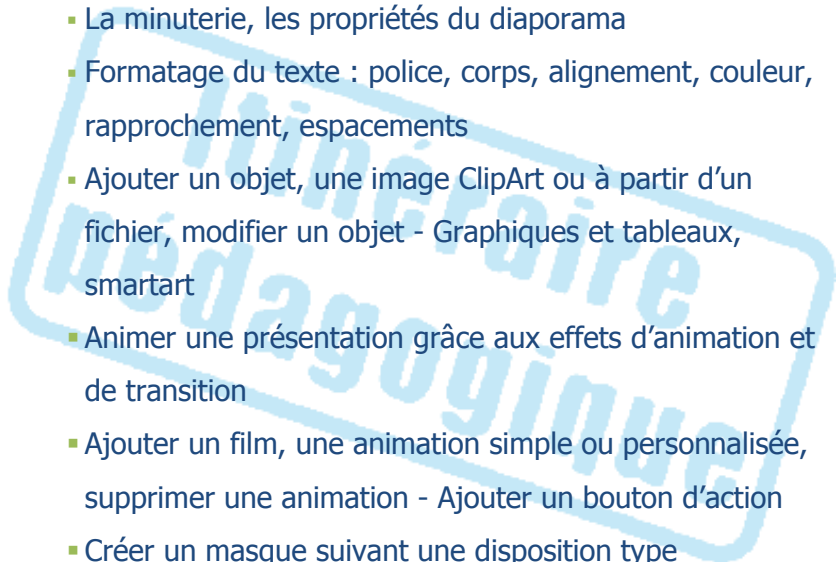 ▪ La minuterie, les propriétés du diaporama
▪ Formatage du texte : police, corps, alignement, couleur,
rapprochement, espacements
▪ Ajouter un objet, une image ClipArt ou à partir d’un
fichier, modifier un objet - Graphiques et tableaux,
smartart
▪ Animer une présentation grâce aux effets d’animation et
de transition
▪ Ajouter un film, une animation simple ou personnalisée,
supprimer une animation - Ajouter un bouton d’action
▪ Créer un masque suivant une disposition type
Itinéraire
pédagogique